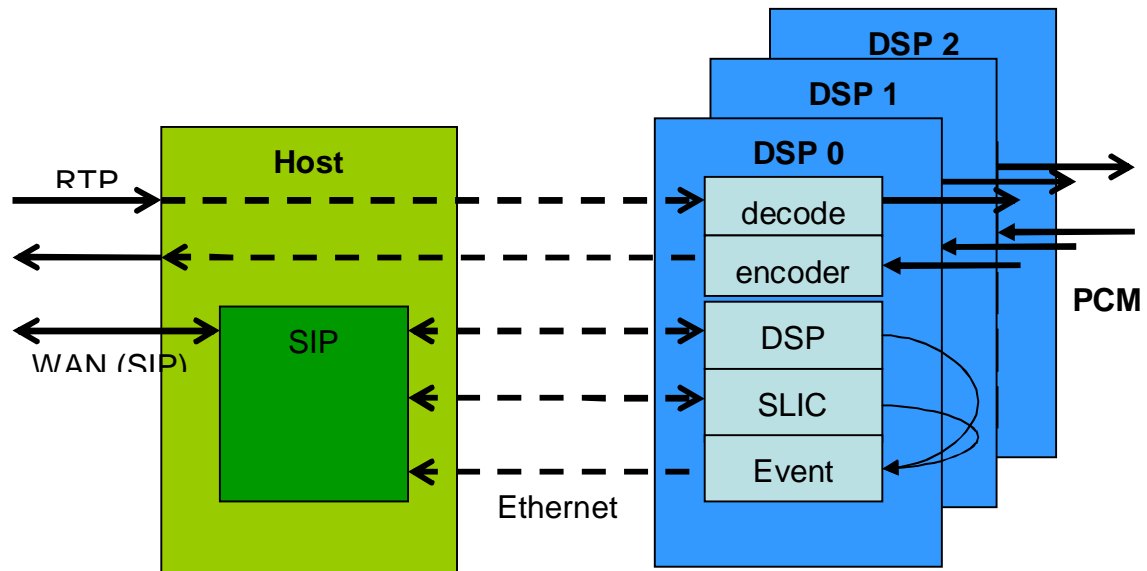 DSP 2
DSP 1
DSP 0
Host
RTP
decode
encoder
PCM
SIP
DSP
WAN (SIP)
SLIC
Event
Ethernet